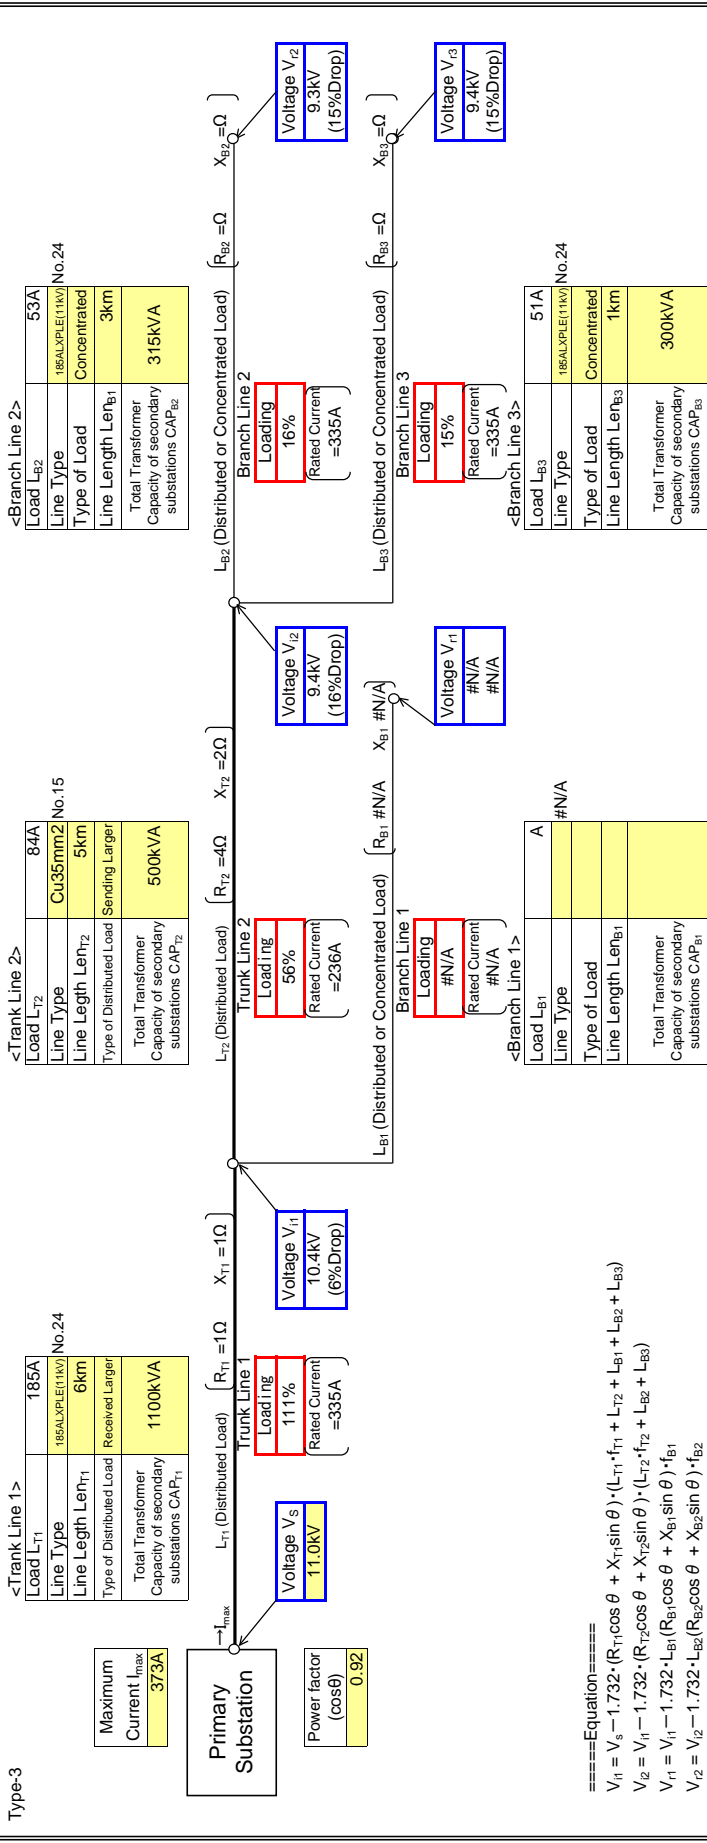 Type-3
Maximum
Current Imax
373A
<Trank Line 1>
Load LT1 185A
Line Type 185ALXPLE(11kV) No.24
Line Legth LenT1 6km
Type of Distributed Load Received Larger
Total Transformer
Capacity of secondary
substations CAPT1
1100kVA
<Trank Line 2>
Load LT2 84A
Line Type Cu35mm2 No.15
Line Legth LenT2 5km
Type of Distributed Load Sending Larger
Total Transformer
Capacity of secondary
substations CAPT2
500kVA
<Branch Line 2>
Load LB2 53A
Line Type 185ALXPLE(11kV) No.24
Type of Load Concentrated
Line Length LenB1 3km
Total Transformer
Capacity of secondary
substations CAPB2
315kVA
Primary
Substation
→Imax
LT1 (Distributed Load) RT1 =1Ω XT1 =1Ω
LT2 (Distributed Load) RT2 =4Ω XT2 =2Ω
LB2 (Distributed or Concentrated Load) RB2 =Ω XB2 =Ω
Voltage VS
11.0kV
Trunk Line 1
Loading
111%
Rated Current
=335A
Voltage Vi1
10.4kV
(6%Drop)
Trunk Line 2
Loading
56%
Rated Current
=236A
Voltage Vi2
9.4kV
(16%Drop)
Branch Line 2
Loading
16%
Rated Current
=335A
Voltage Vr2
9.3kV
(15%Drop)
Power factor
(cosθ)
0.92
LB1 (Distributed or Concentrated Load) RB1 #N/A XB1 #N/A
LB3 (Distributed or Concentrated Load) RB3 =Ω XB3 =Ω
Branch Line 1
Loading
#N/A
Rated Current
#N/A
Voltage Vr1
#N/A
#N/A
Branch Line 3
Loading
15%
Rated Current
=335A
Voltage Vr3
9.4kV
(15%Drop)
<Branch Line 1>
Load LB1 A
Line Type #N/A
Type of Load
Line Length LenB1
Total Transformer
Capacity of secondary
substations CAPB1
<Branch Line 3>
Load LB3 51A
Line Type 185ALXPLE(11kV) No.24
Type of Load Concentrated
Line Length LenB3 1km
Total Transformer
Capacity of secondary
substations CAPB3
300kVA
=====Equation=====
Vi1 = Vs－1.732・(RT1cos θ + XT1sin θ)・(LT1・fT1 + LT2 + LB1 + LB2 + LB3)
Vi2 = Vi1－1.732・(RT2cos θ + XT2sin θ)・(LT2・fT2 + LB2 + LB3)
Vr1 = Vi1－1.732・LB1(RB1cos θ + XB1sin θ)・fB1
Vr2 = Vi2－1.732・LB2(RB2cos θ + XB2sin θ)・fB2